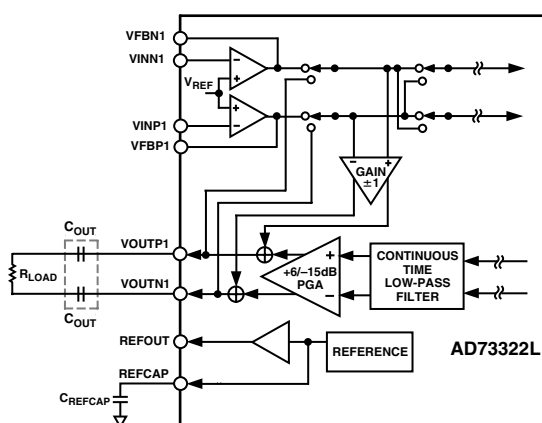 VFBN1
VINN1
VREF
VINP1
VFBP1
GAIN
±1
COUT
VOUTP1
RLOAD
+6/–15dB
PGA
CONTINUOUS
TIME
LOW-PASS
FILTER
VOUTN1
COUT
REFOUT
REFERENCE
AD73322L
REFCAP
CREFCAP